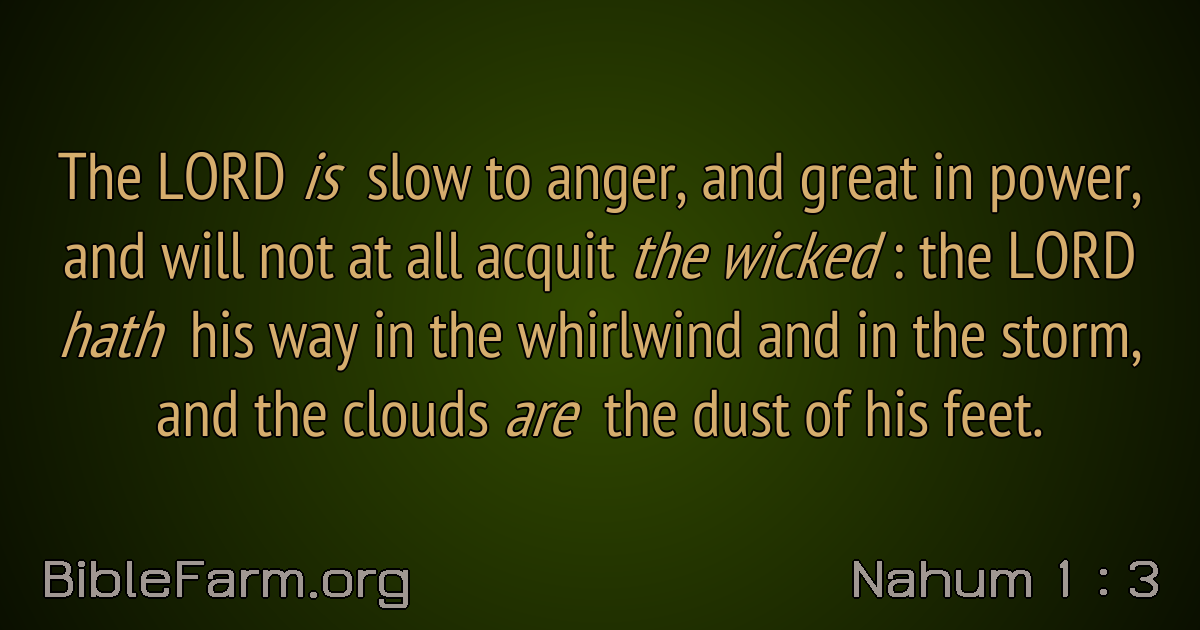 The LORD is slow to anger, and great in power,
and will not at all acquit the wicked : the LORD
hath his way in the whirlwind and in the storm,
and the clouds are the dust of his feet.
BibleFarm.org
Nahum 1 : 3